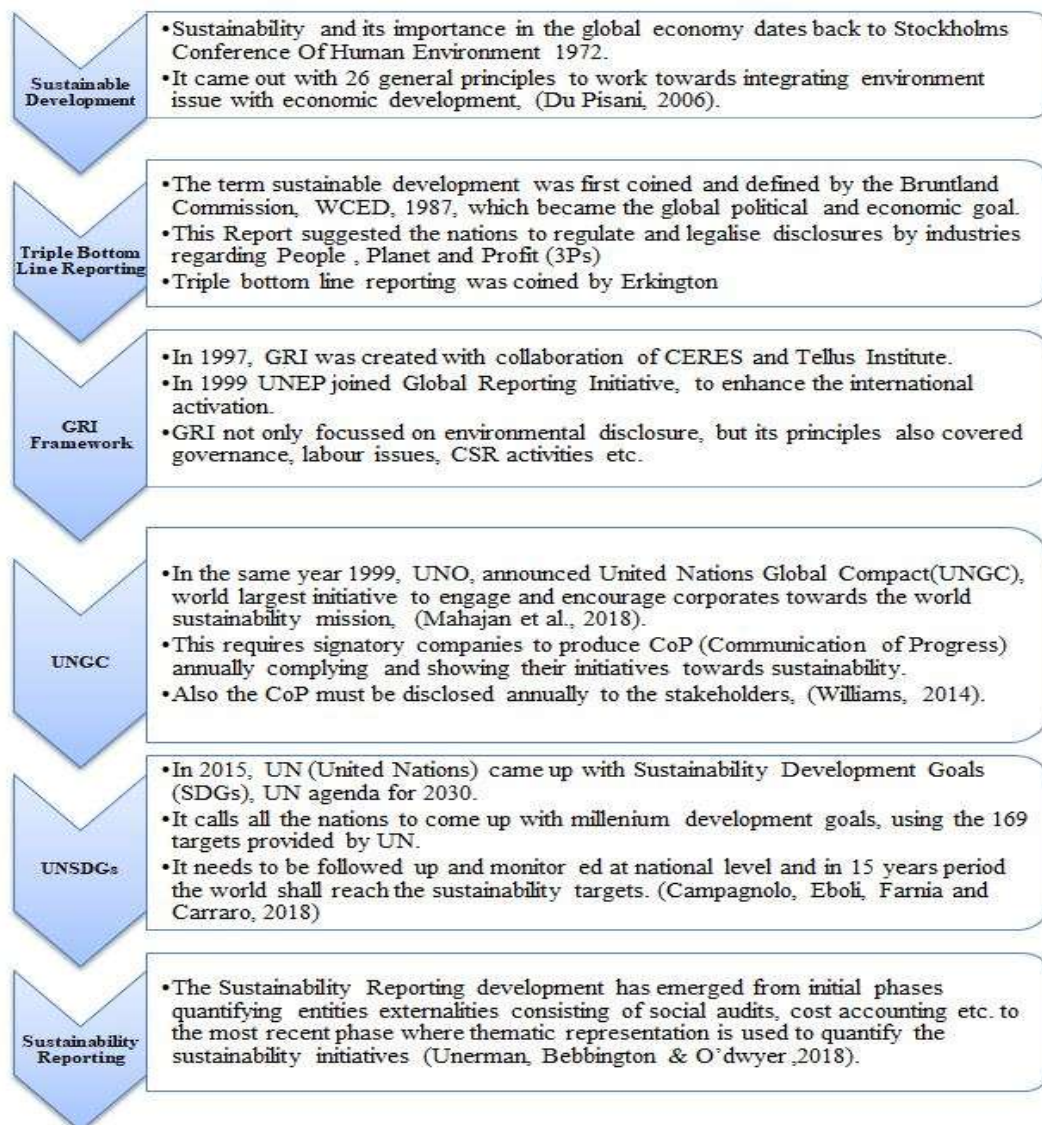 Sustainable
Development
•Sustainability and its importance in the global economy dates back to Stockholms
Conference Of Human Environment 1972.
•It came out with 26 general principles to work towards integrating environment
issue with economic development, (Du Pisani, 2006).
Triple Bottom
Line Reporting
•The term sustainable development was first coined and defined by the Bruntland
Commission, WCED, 1987, which became the global political and economic goal.
•This Report suggested the nations to regulate and legalise disclosures by industries
regarding People , Planet and Profit (3Ps)
•Triple bottom line reporting was coined by Erkington
GRI
Framework
•In 1997, GRI was created with collaboration of CERES and Tellus Institute.
•In 1999 UNEP joined Global Reporting Initiative, to enhance the international
activation.
•GRI not only focussed on environmental disclosure, but its principles also covered
governance, labour issues, CSR activities etc.
UNGC
•In the same year 1999, UNO, announced United Nations Global Compact(UNGC),
world largest initiative to engage and encourage corporates towards the world
sustainability mission, (Mahajan et al., 2018).
•This requires signatory companies to produce CoP (Communication of Progress)
annually complying and showing their initiatives towards sustainability.
•Also the CoP must be disclosed annually to the stakeholders, (Williams, 2014).
UNSDGs
•In 2015, UN (United Nations) came up with Sustainability Development Goals
(SDGs), UN agenda for 2030.
•It calls all the nations to come up with millenium development goals, using the 169
targets provided by UN.
•It needs to be followed up and monitor ed at national level and in 15 years period
the world shall reach the sustainability targets. (Campagnolo, Eboli, Farnia and
Carraro, 2018)
Sustainability
Reporting
•The Sustainability Reporting development has emerged from initial phases
quantifying entities externalities consisting of social audits, cost accounting etc. to
the most recent phase where thematic representation is used to quantify the
sustainability initiatives (Unerman, Bebbington & O’dwyer ,2018).